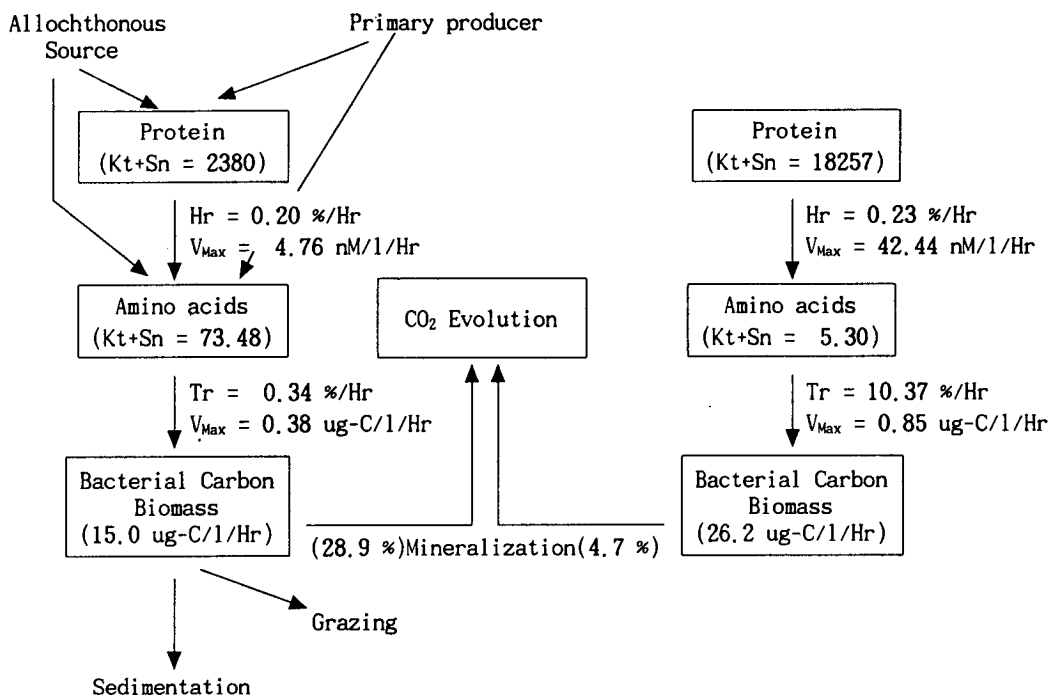 Allochthonous
Source
Primary producer
Protein
(Kt+Sn = 2380)
Hr = 0.20 %/Hr
VMax = 4.76 nM/l/Hr
Amino acids
(Kt+Sn = 73.48)
Tr = 0.34 %/Hr
VMax = 0.38 ug-C/l/Hr
Bacterial Carbon
Biomass
(15.0 ug-C/l/Hr)
Grazing
Sedimentation
CO₂ Evolution
(28.9 %)Mineralization(4.7 %)
Protein
(Kt+Sn = 18257)
Hr = 0.23 %/Hr
VMax = 42.44 nM/l/Hr
Amino acids
(Kt+Sn = 5.30)
Tr = 10.37 %/Hr
VMax = 0.85 ug-C/l/Hr
Bacterial Carbon
Biomass
(26.2 ug-C/l/Hr)